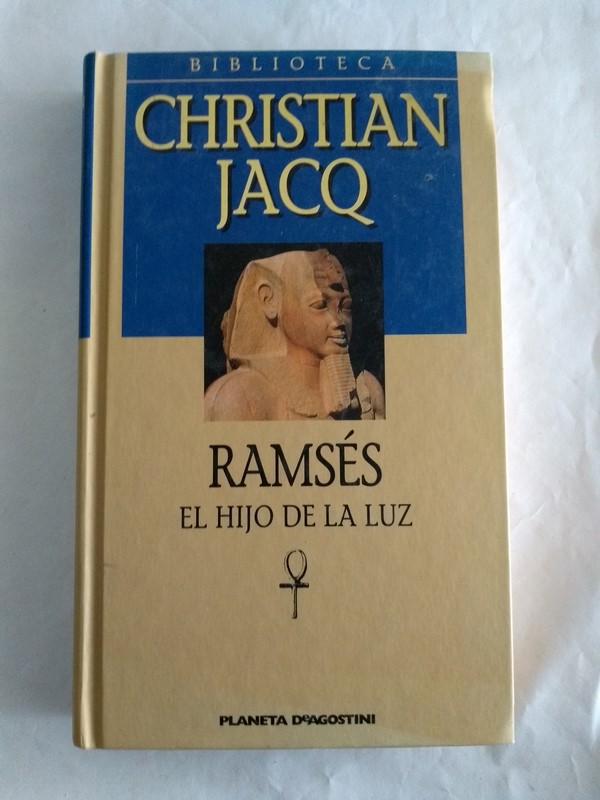 BIBLIOTECA
CHRISTIAN
JACQ
RAMSÉS
EL HIJO DE LA LUZ
PLANETA DeAGOSTINI